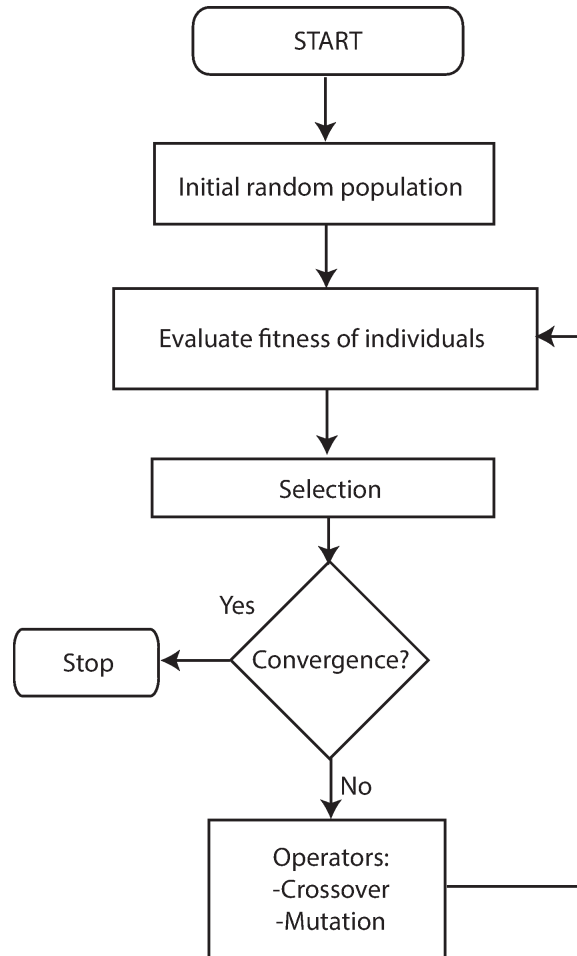 START
Initial random population
Evaluate fitness of individuals
Selection
Yes
Stop
Convergence?
No
Operators:
-Crossover
-Mutation